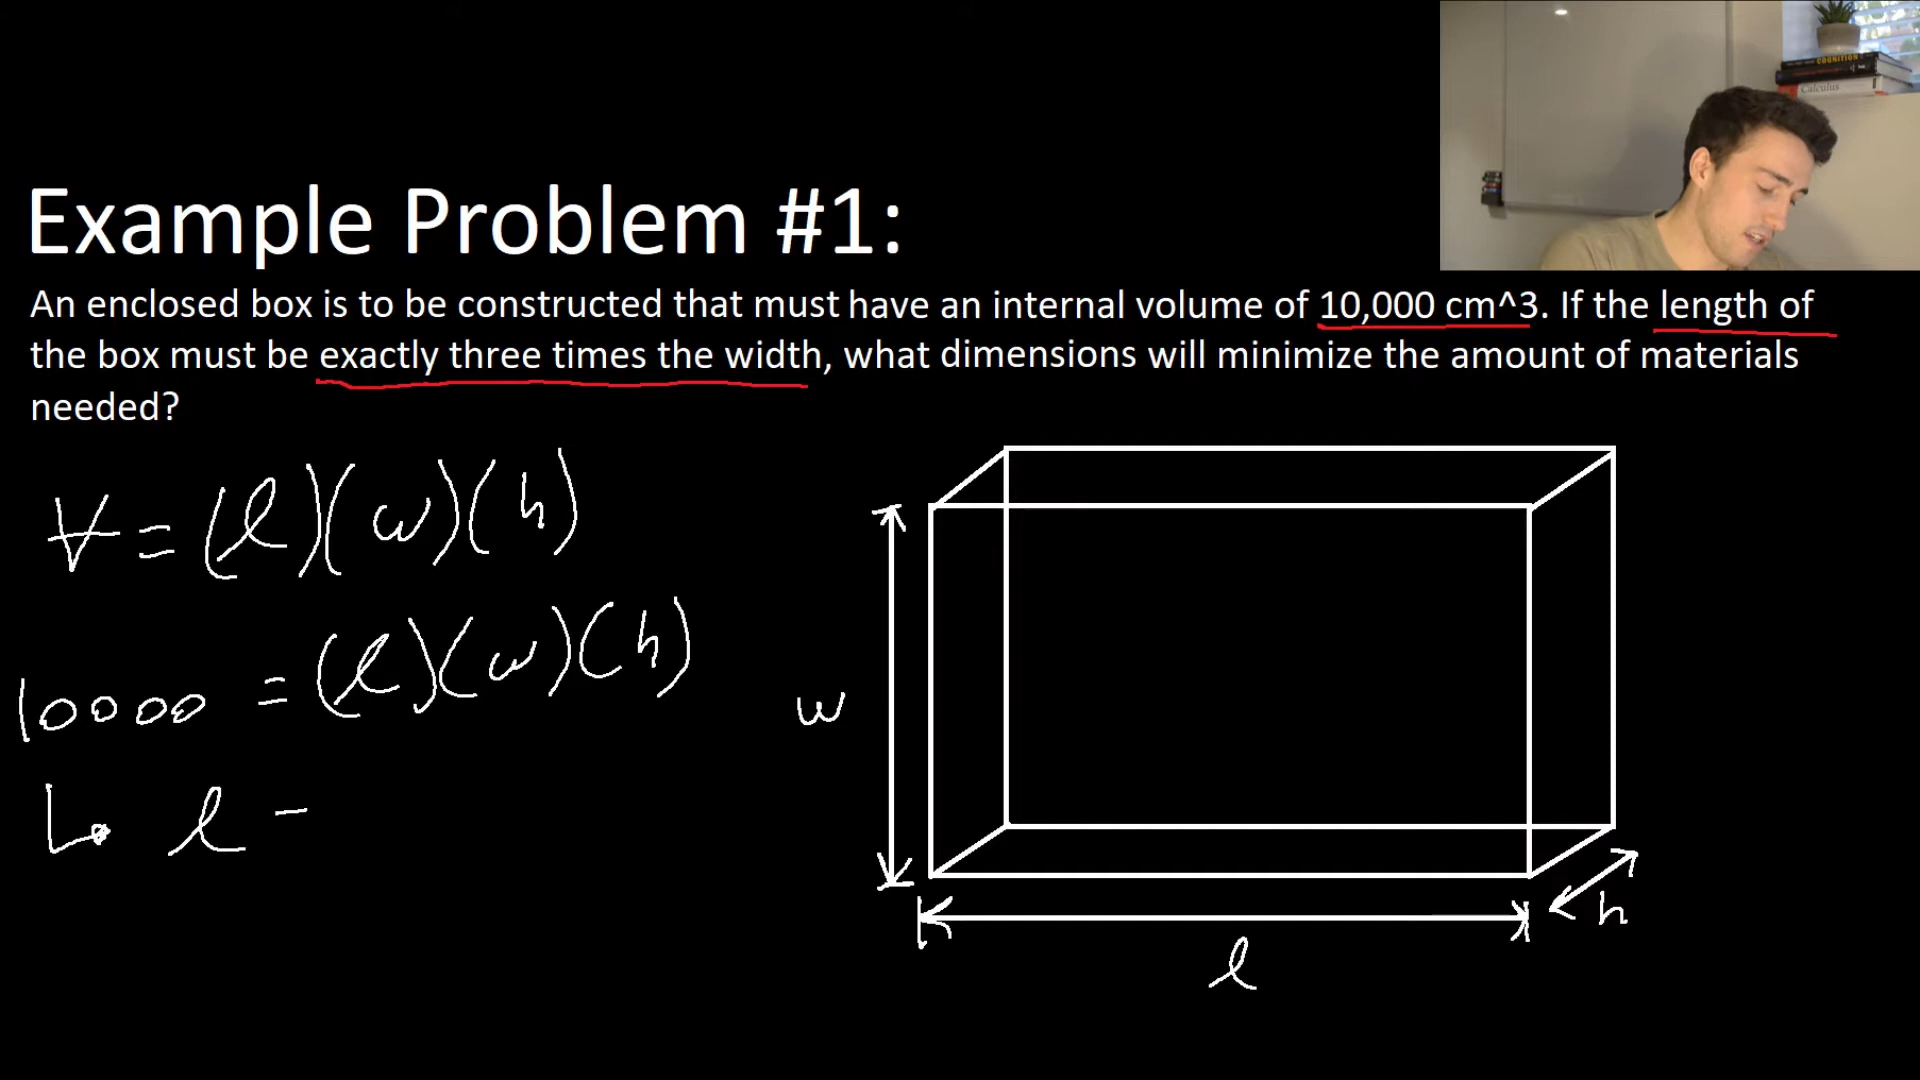 COGNITION
Calculus
Example Problem #1:
An enclosed box is to be constructed that must have an internal volume of 10,000 cm^3. If the length of
the box must be exactly three times the width, what dimensions will minimize the amount of materials
needed?
V = (l)(w)(h)
10000 = (l)(w)(h)
↳ l -
w
h
l